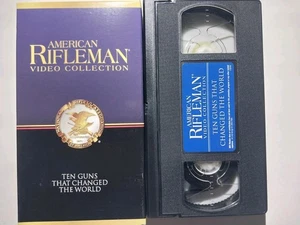 AMERICAN
RIFLEMAN
VIDEO COLLECTION
TEN GUNS
THAT CHANGED
THE WORLD
AMERICAN
RIFLEMAN
VIDEO COLLECTION
TEN GUNS THAT
CHANGED THE WORLD